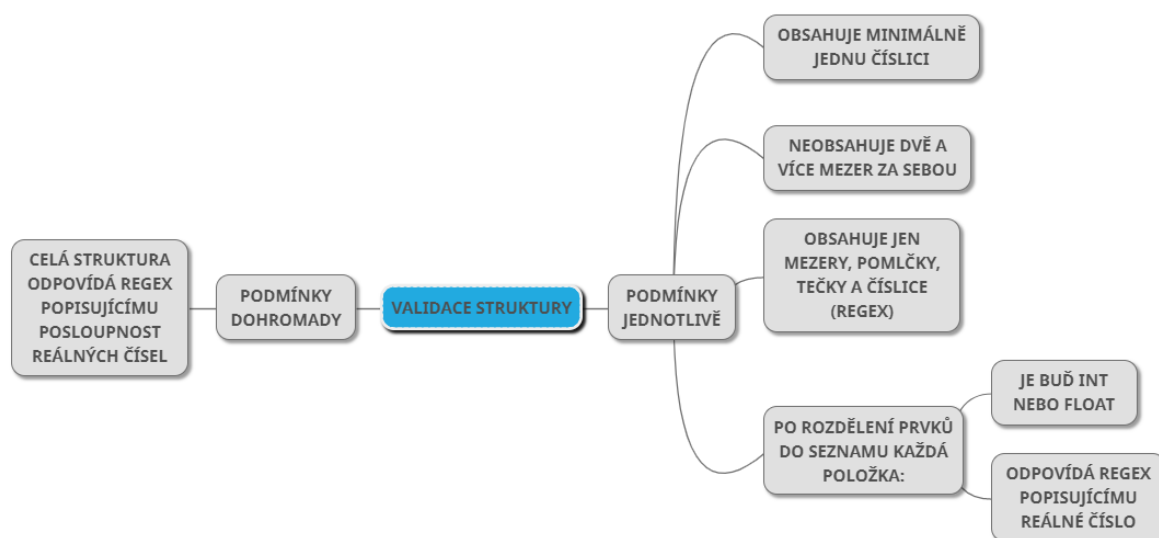 OBSAHUJE MINIMÁLNĚ
JEDNU ČÍSLICI
NEOBSAHUJE DVĚ A
VÍCE MEZER ZA SEBOU
CELÁ STRUKTURA
ODPOVÍDÁ REGEX
POPISUJÍCÍMU
POSLOUPNOST
REÁLNÝCH ČÍSEL
PODMÍNKY
DOHROMADY
VALIDACE STRUKTURY
PODMÍNKY
JEDNOTLIVĚ
OBSAHUJE JEN
MEZERY, POMLČKY,
TEČKY A ČÍSLICE
(REGEX)
PO ROZDĚLENÍ PRVKŮ
DO SEZNAMU KAŽDÁ
POLOŽKA:
JE BUĎ INT
NEBO FLOAT
ODPOVÍDÁ REGEX
POPISUJÍCÍMU
REÁLNÉ ČÍSLO